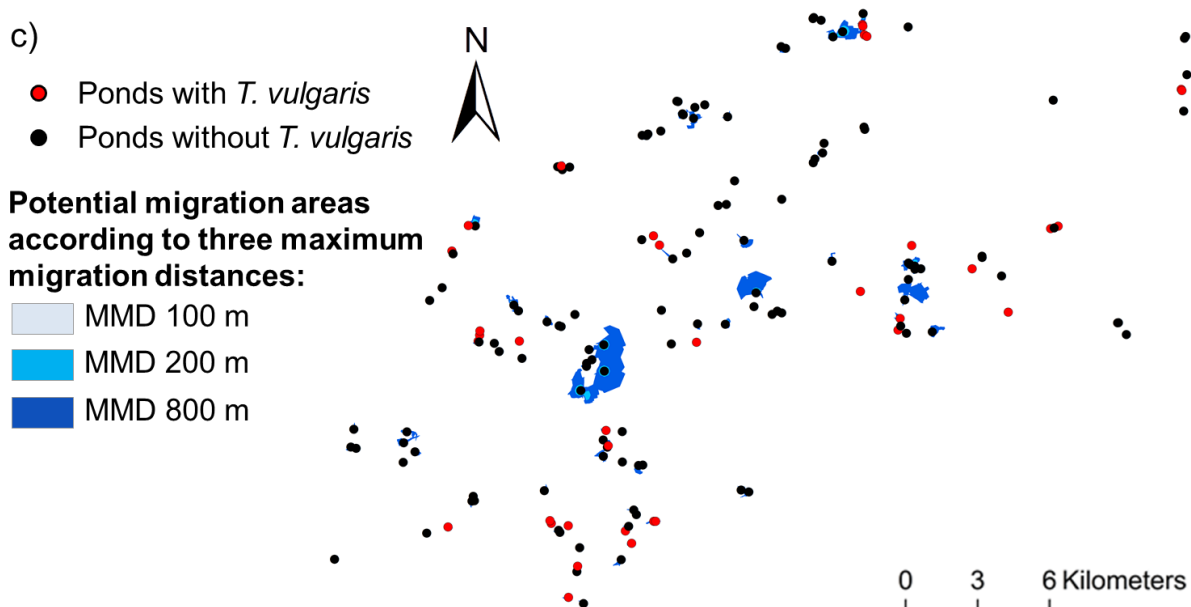 c)
N
Ponds with T. vulgaris
Ponds without T. vulgaris
Potential migration areas
according to three maximum
migration distances:
MMD 100 m
MMD 200 m
MMD 800 m
0 3 6 Kilometers